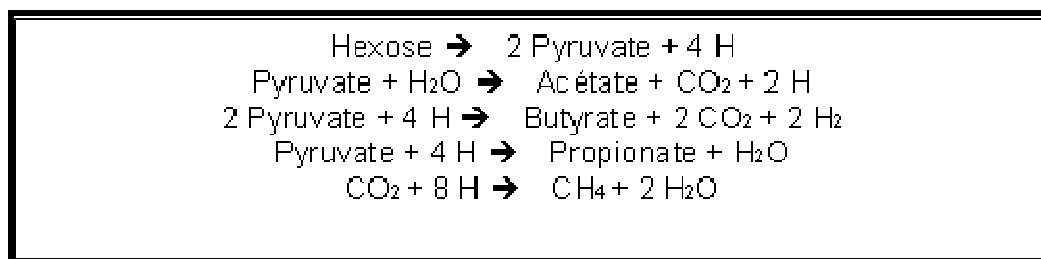 Hexose ➔ 2 Pyruvate + 4 H
Pyruvate + H₂O ➔ Acétate + CO₂ + 2 H
2 Pyruvate + 4 H ➔ Butyrate + 2 CO₂ + 2 H₂
Pyruvate + 4 H ➔ Propionate + H₂O
CO₂ + 8 H ➔ CH₄ + 2 H₂O